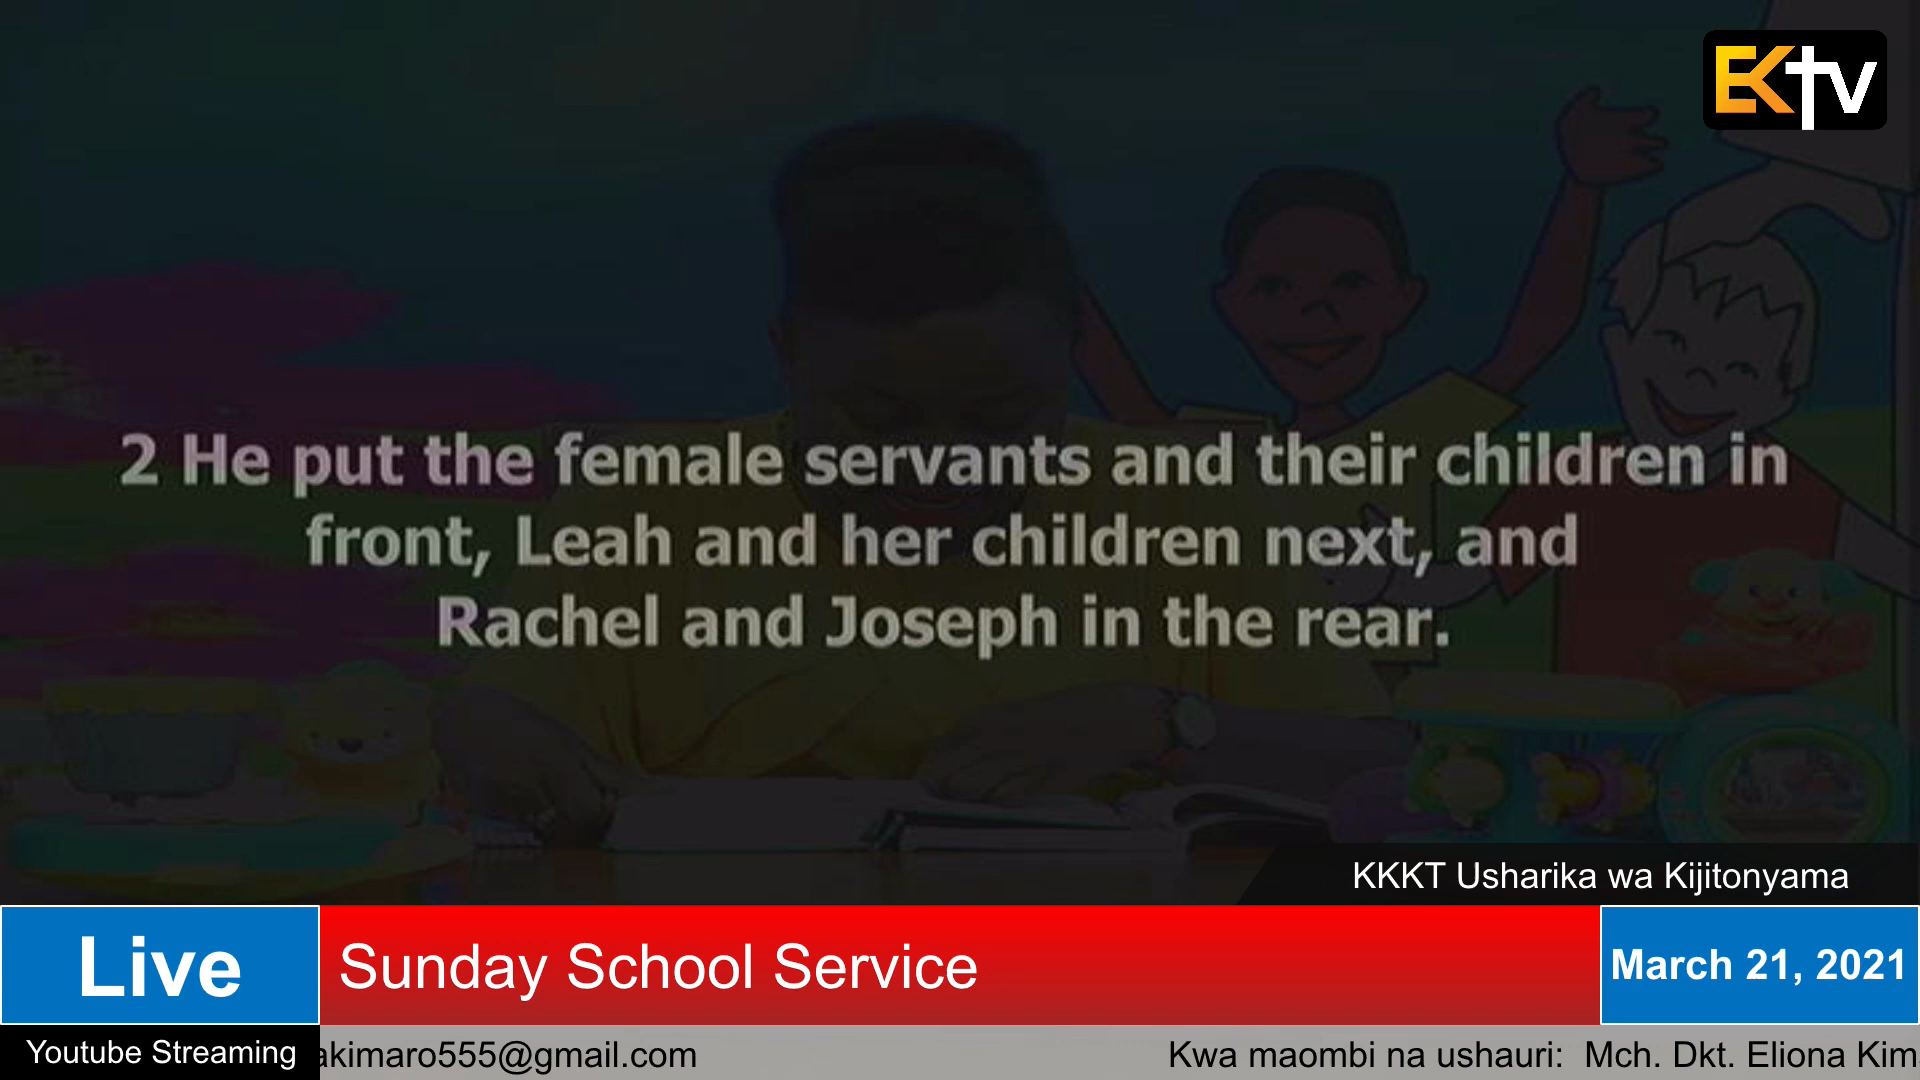 EKTV
2 He put the female servants and their children in
front, Leah and her children next, and
Rachel and Joseph in the rear.
KKKT Usharika wa Kijitonyama
Live
Sunday School Service
March 21, 2021
Youtube Streaming
akimaro555@gmail.com
Kwa maombi na ushauri: Mch. Dkt. Eliona Kim